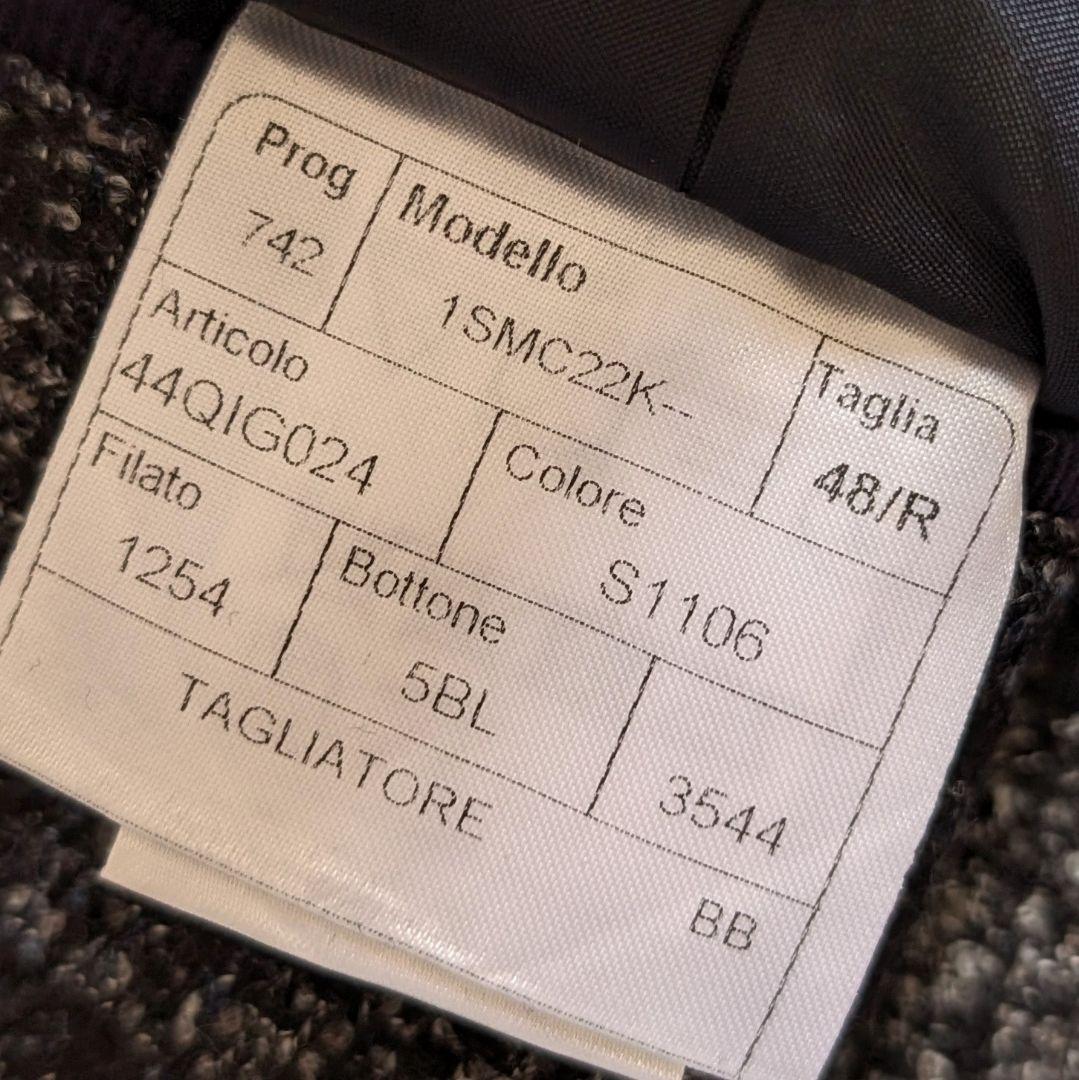 Prog Modello Taglia
742 1SMC22K-- 48/R
Articolo Colore
44QIG024 S1106
Filato Bottone
1254 5BL 3544
TAGLIATORE BB